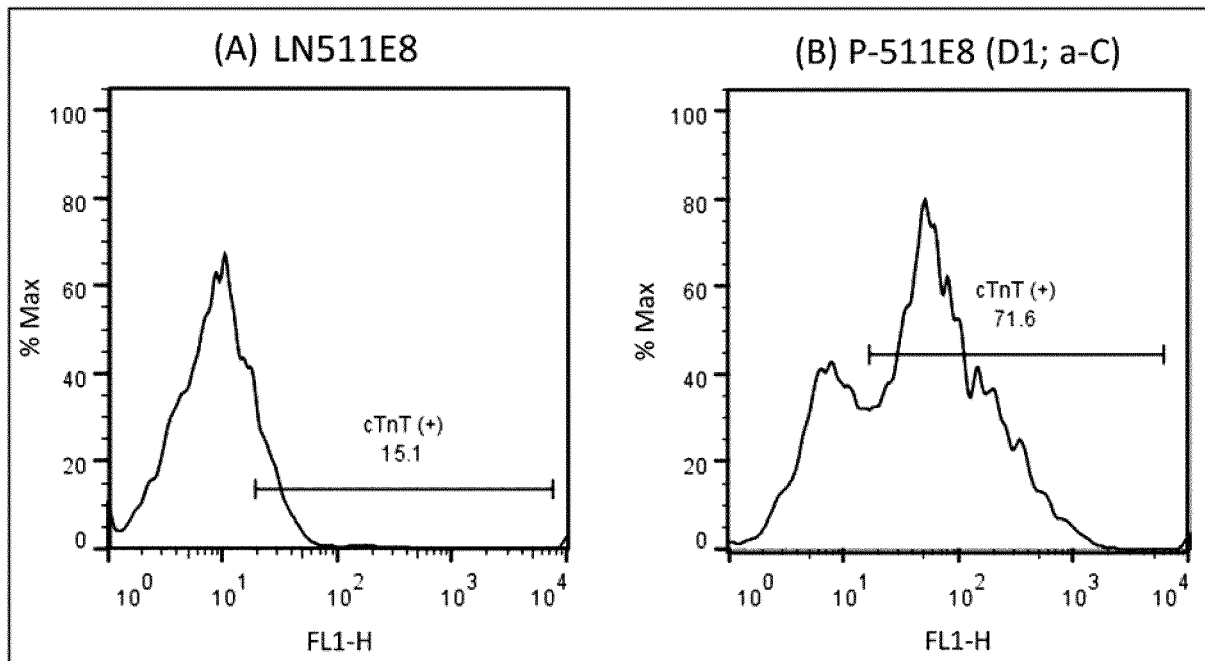 (A) LN511E8
100
80
60
40
20
0
% Max
cTnT (+)
15.1
10^0 10^1 10^2 10^3 10^4
FL1-H
(B) P-511E8 (D1; a-C)
100
80
60
40
20
0
% Max
cTnT (+)
71.6
10^0 10^1 10^2 10^3 10^4
FL1-H